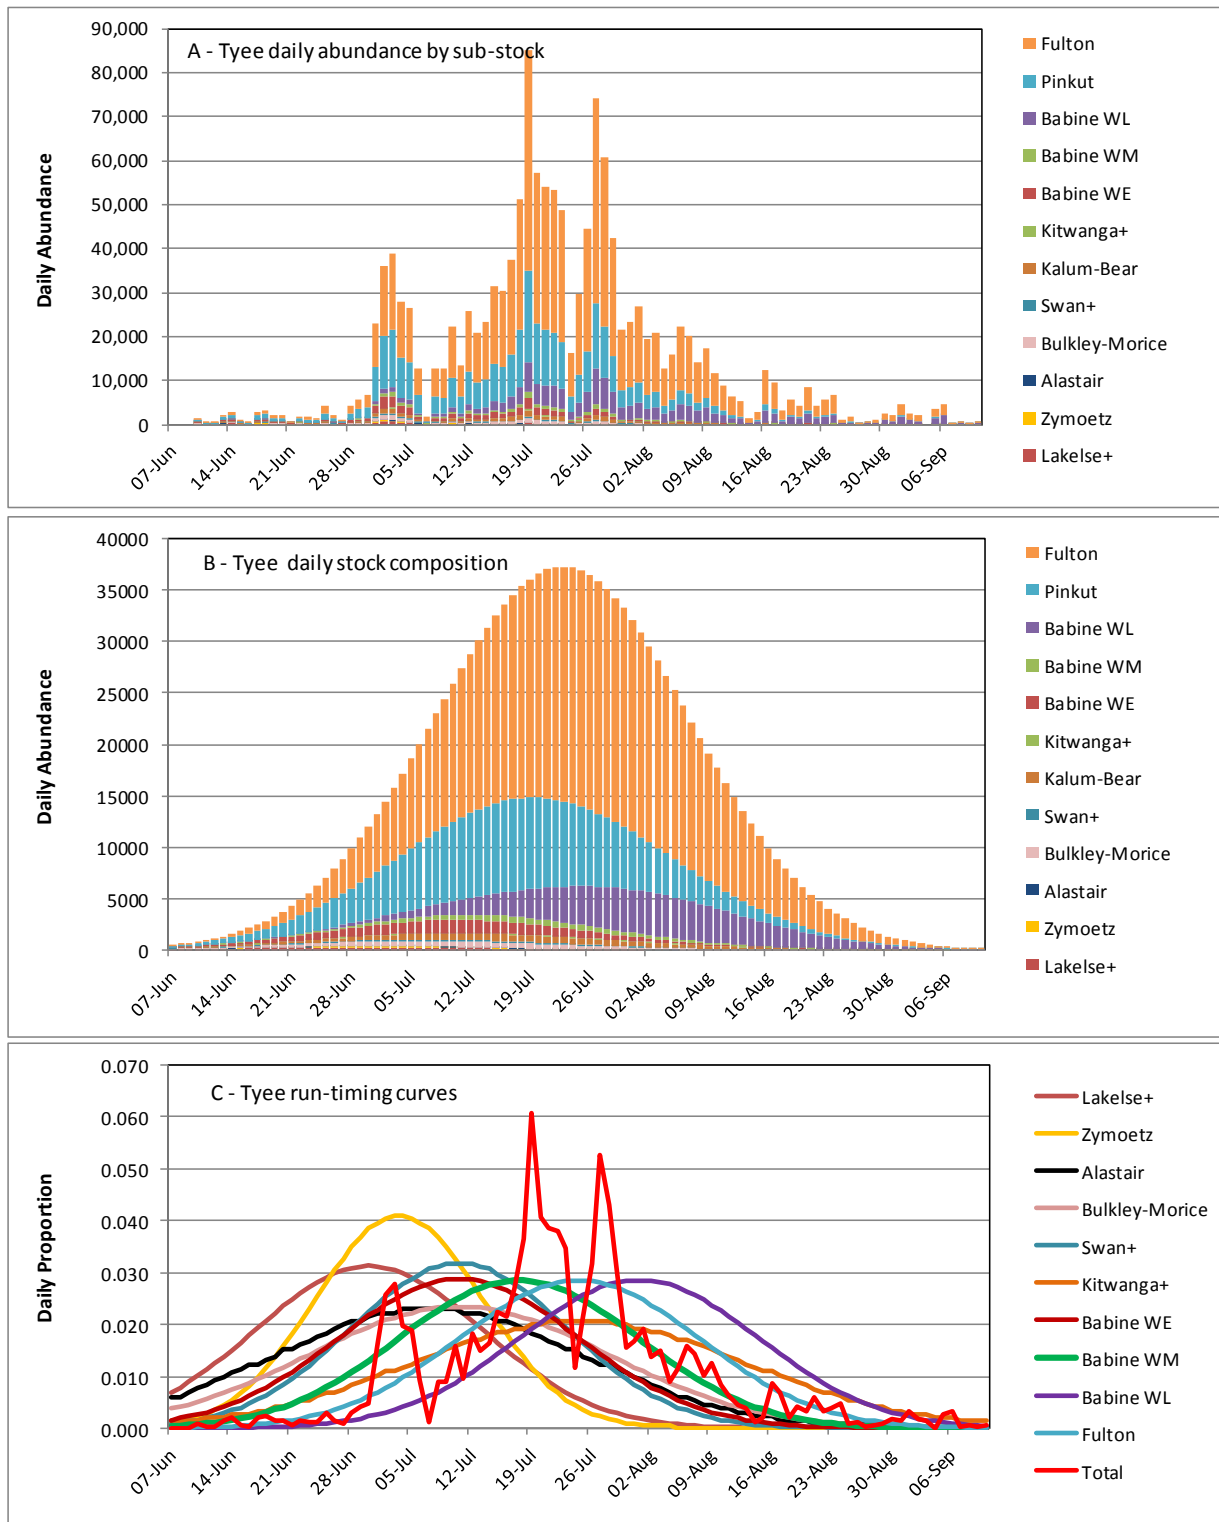 A - Tyee daily abundance by sub-stock
Daily Abundance
90,000
80,000
70,000
60,000
50,000
40,000
30,000
20,000
10,000
0
07-Jun
14-Jun
21-Jun
28-Jun
05-Jul
12-Jul
19-Jul
26-Jul
02-Aug
09-Aug
16-Aug
23-Aug
30-Aug
06-Sep
Fulton
Pinkut
Babine WL
Babine WM
Babine WE
Kitwanga+
Kalum-Bear
Swan+
Bulkley-Morice
Alastair
Zymoetz
Lakelse+
B - Tyee daily stock composition
Daily Abundance
40000
35000
30000
25000
20000
15000
10000
5000
0
07-Jun
14-Jun
21-Jun
28-Jun
05-Jul
12-Jul
19-Jul
26-Jul
02-Aug
09-Aug
16-Aug
23-Aug
30-Aug
06-Sep
Fulton
Pinkut
Babine WL
Babine WM
Babine WE
Kitwanga+
Kalum-Bear
Swan+
Bulkley-Morice
Alastair
Zymoetz
Lakelse+
C - Tyee run-timing curves
Daily Proportion
0.070
0.060
0.050
0.040
0.030
0.020
0.010
0.000
07-Jun
14-Jun
21-Jun
28-Jun
05-Jul
12-Jul
19-Jul
26-Jul
02-Aug
09-Aug
16-Aug
23-Aug
30-Aug
06-Sep
Lakelse+
Zymoetz
Alastair
Bulkley-Morice
Swan+
Kitwanga+
Babine WE
Babine WM
Babine WL
Fulton
Total